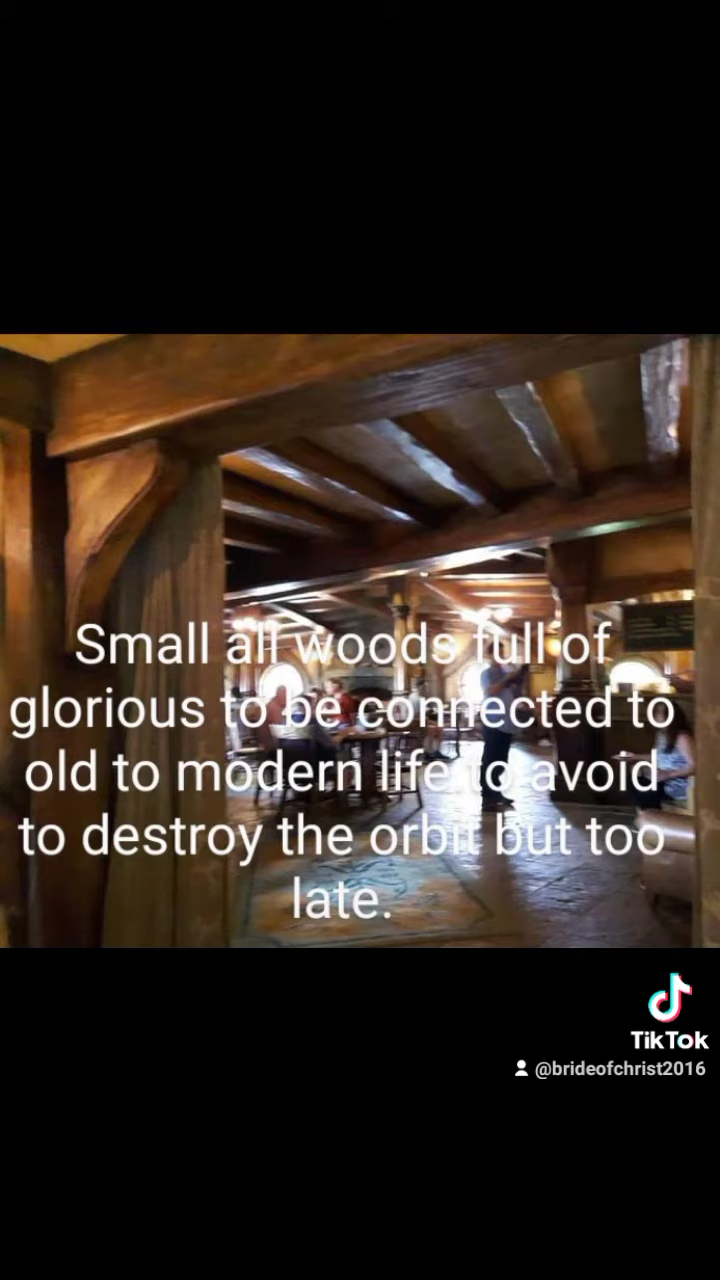 Small all woods full of
glorious to be connected to
old to modern life to avoid
to destroy the orbit but too
late.
TikTok
@brideofchrist2016